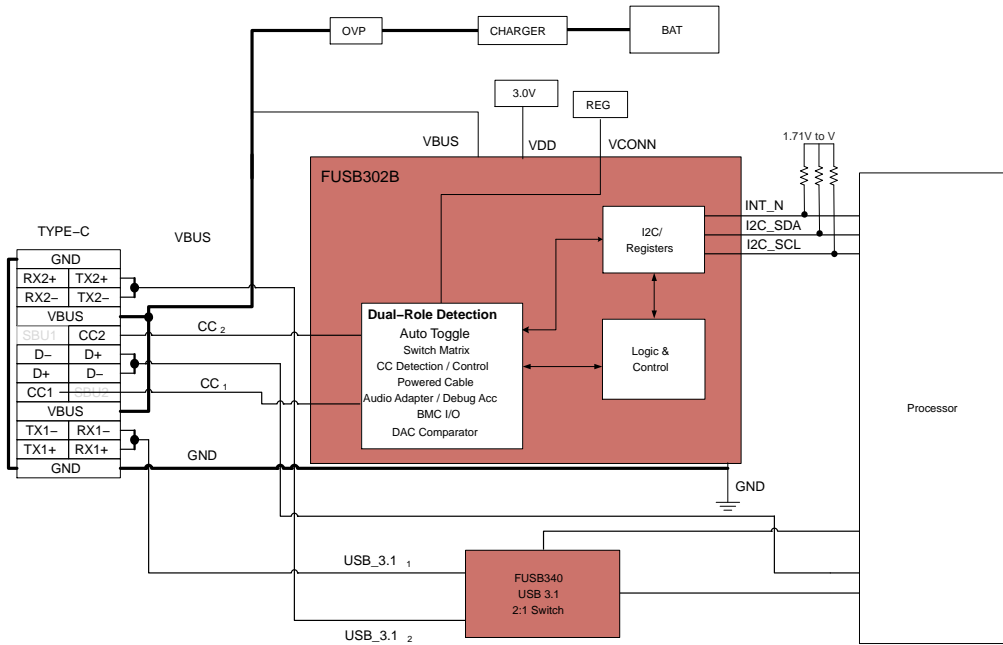 OVP
CHARGER
BAT
3.0V
REG
1.71V to V
VBUS
VDD
VCONN
FUSB302B
INT_N
I2C_SDA
I2C_SCL
I2C/
Registers
TYPE−C
VBUS
GND
RX2+ TX2+
RX2− TX2−
VBUS
SBU1 CC2
D− D+
D+ D−
CC1 SBU2
VBUS
TX1− RX1−
TX1+ RX1+
GND
CC 2
CC 1
GND
Dual−Role Detection
Auto Toggle
Switch Matrix
CC Detection / Control
Powered Cable
Audio Adapter / Debug Acc
BMC I/O
DAC Comparator
Logic &
Control
Processor
GND
USB_3.1 1
USB_3.1 2
FUSB340
USB 3.1
2:1 Switch